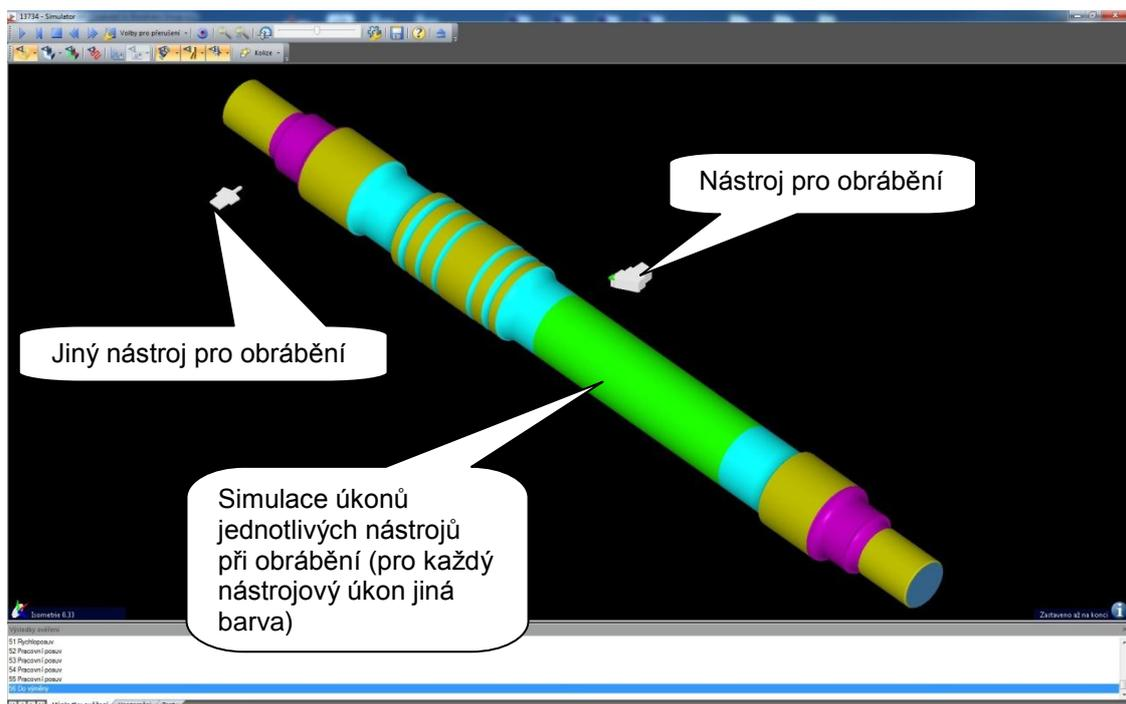 13734 - Simulator
Volby pro přerušení
Kolize
Nástroj pro obrábění
Jiný nástroj pro obrábění
Simulace úkonů
jednotlivých nástrojů
při obrábění (pro každý
nástrojový úkon jiná
barva)
Isometrie 6.33
Zastaveno až na konci
Výsledky ověření
51 Rychloposuv
52 Pracovní posuv
53 Pracovní posuv
54 Pracovní posuv
55 Pracovní posuv
56 Do výměny